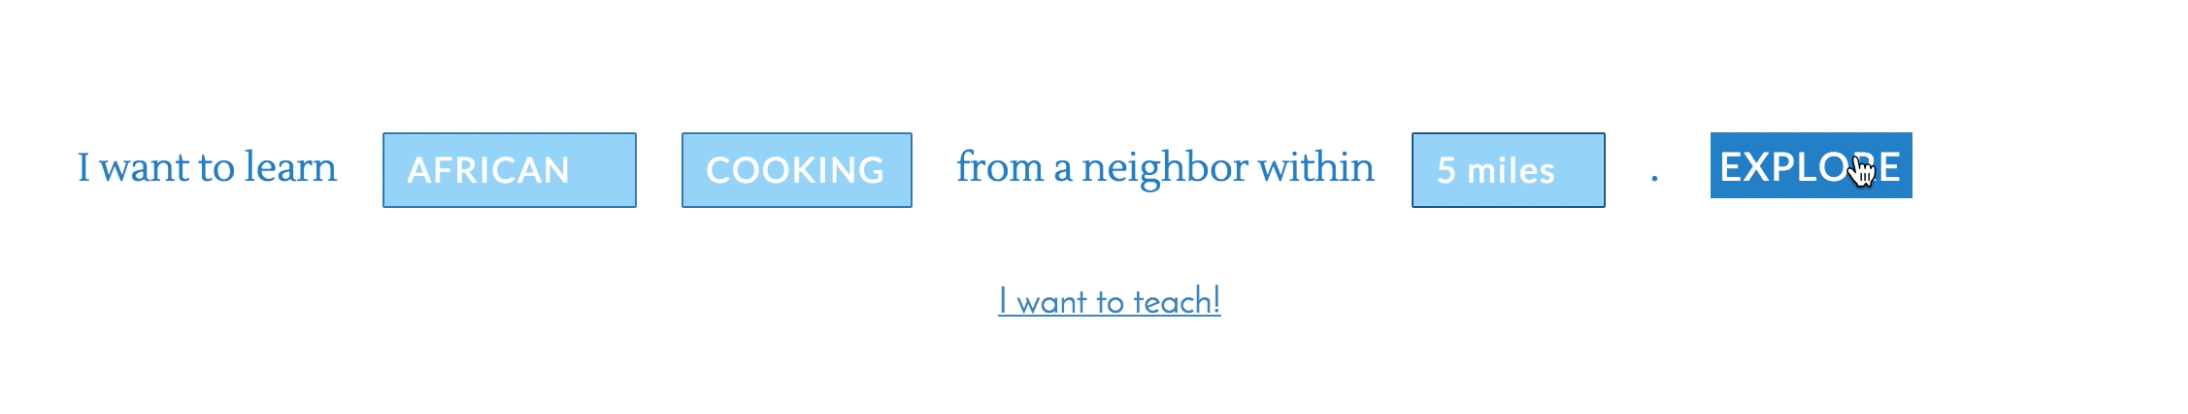 I want to learn AFRICAN COOKING from a neighbor within 5 miles . EXPLORE
I want to teach!